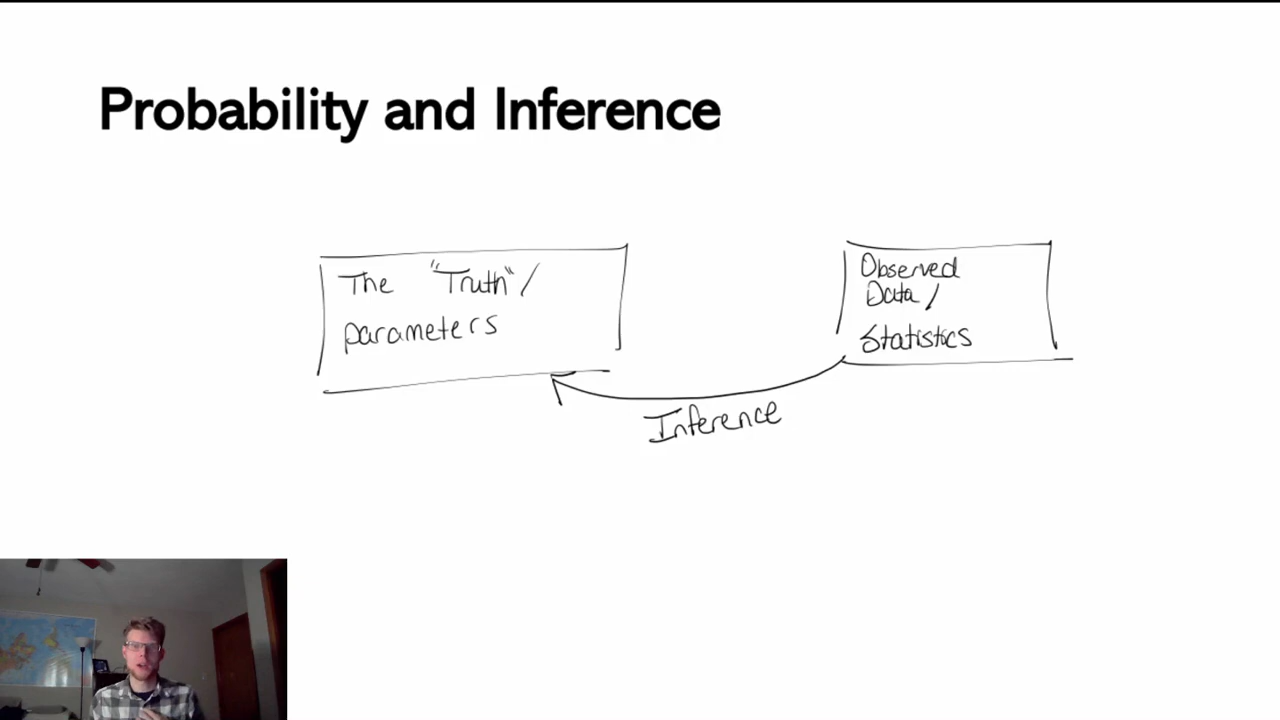 Probability and Inference
The "Truth"/
parameters
Observed
Data/
Statistics
Inference